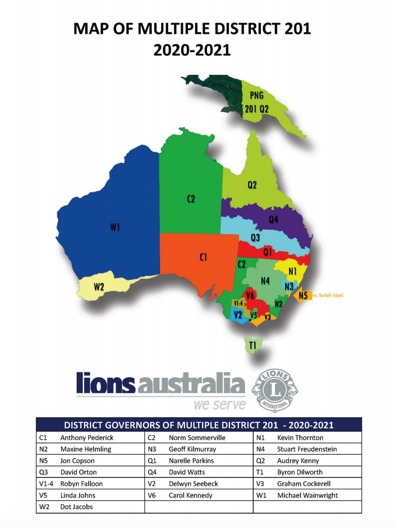 MAP OF MULTIPLE DISTRICT 201
2020-2021
PNG
201 Q2
Q2
C2
Q4
W1
Q3
Q1
C1
C2
N1
N4
N3
W2
V6
N5 inc. Norfolk Island
V1-4
N2
V2
V5
V3
T1
lionsaustralia
we serve
LIONS
L
INTERNATIONAL
DISTRICT GOVERNORS OF MULTIPLE DISTRICT 201 - 2020-2021
C1 Anthony Pederick C2 Norm Sommerville N1 Kevin Thornton
N2 Maxine Helmling N3 Geoff Kilmurray N4 Stuart Freudenstein
N5 Jon Copson Q1 Narelle Parkins Q2 Audrey Kenny
Q3 David Orton Q4 David Watts T1 Byron Dilworth
V1-4 Robyn Falloon V2 Delwyn Seebeck V3 Graham Cockerell
V5 Linda Johns V6 Carol Kennedy W1 Michael Wainwright
W2 Dot Jacobs